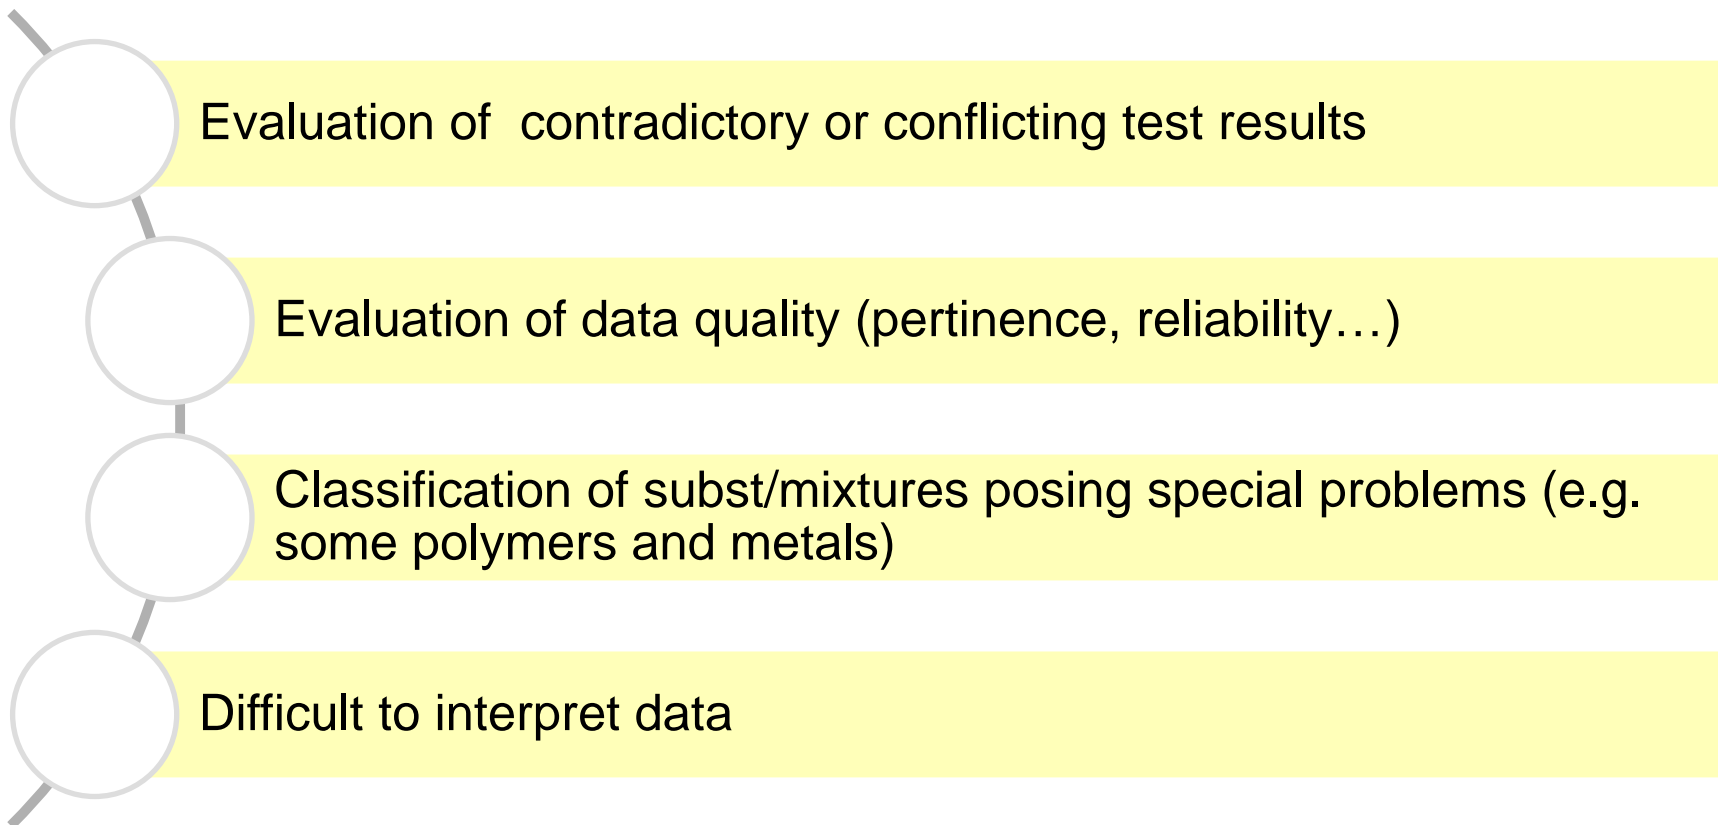 Evaluation of  contradictory or conflicting test results
Evaluation of data quality (pertinence, reliability…)
Classification of subst/mixtures posing special problems (e.g.
some polymers and metals)
Difficult to interpret data